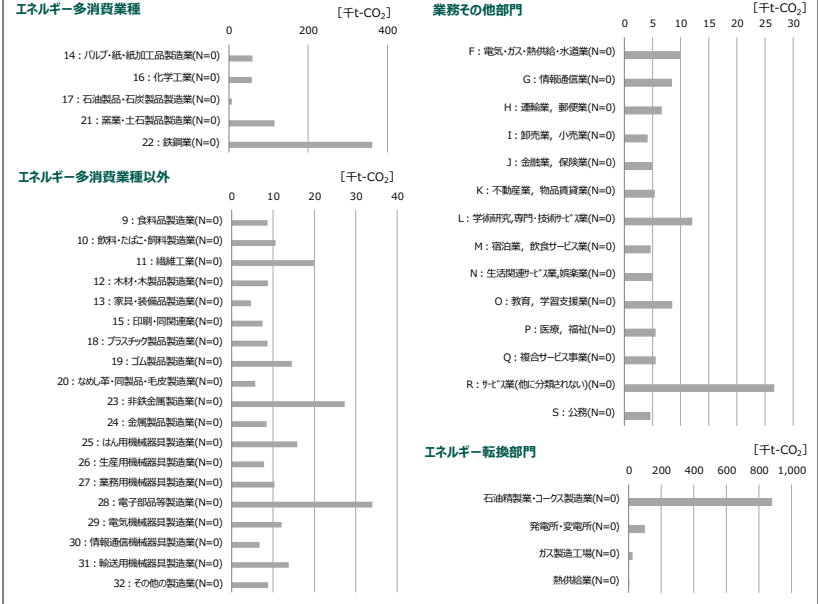 エネルギー多消費業種
[千t-CO₂]
0 200 400
14：パルプ・紙・紙加工品製造業(N=0)
16：化学工業(N=0)
17：石油製品・石炭製品製造業(N=0)
21：窯業・土石製品製造業(N=0)
22：鉄鋼業(N=0)
エネルギー多消費業種以外
[千t-CO₂]
0 10 20 30 40
9：食料品製造業(N=0)
10：飲料・たばこ・飼料製造業(N=0)
11：繊維工業(N=0)
12：木材・木製品製造業(N=0)
13：家具・装備品製造業(N=0)
15：印刷・同関連業(N=0)
18：プラスチック製品製造業(N=0)
19：ゴム製品製造業(N=0)
20：なめし革・同製品・毛皮製造業(N=0)
23：非鉄金属製造業(N=0)
24：金属製品製造業(N=0)
25：はん用機械器具製造業(N=0)
26：生産用機械器具製造業(N=0)
27：業務用機械器具製造業(N=0)
28：電子部品等製造業(N=0)
29：電気機械器具製造業(N=0)
30：情報通信機械器具製造業(N=0)
31：輸送用機械器具製造業(N=0)
32：その他の製造業(N=0)
業務その他部門
[千t-CO₂]
0 5 10 15 20 25 30
F：電気・ガス・熱供給・水道業(N=0)
G：情報通信業(N=0)
H：運輸業，郵便業(N=0)
I：卸売業，小売業(N=0)
J：金融業，保険業(N=0)
K：不動産業，物品賃貸業(N=0)
L：学術研究,専門・技術ｻｰﾋﾞｽ業(N=0)
M：宿泊業，飲食サービス業(N=0)
N：生活関連ｻｰﾋﾞｽ業,娯楽業(N=0)
O：教育，学習支援業(N=0)
P：医療，福祉(N=0)
Q：複合サービス事業(N=0)
R：ｻｰﾋﾞｽ業(他に分類されない)(N=0)
S：公務(N=0)
エネルギー転換部門
[千t-CO₂]
0 200 400 600 800 1,000
石油精製業・コークス製造業(N=0)
発電所・変電所(N=0)
ガス製造工場(N=0)
熱供給業(N=0)